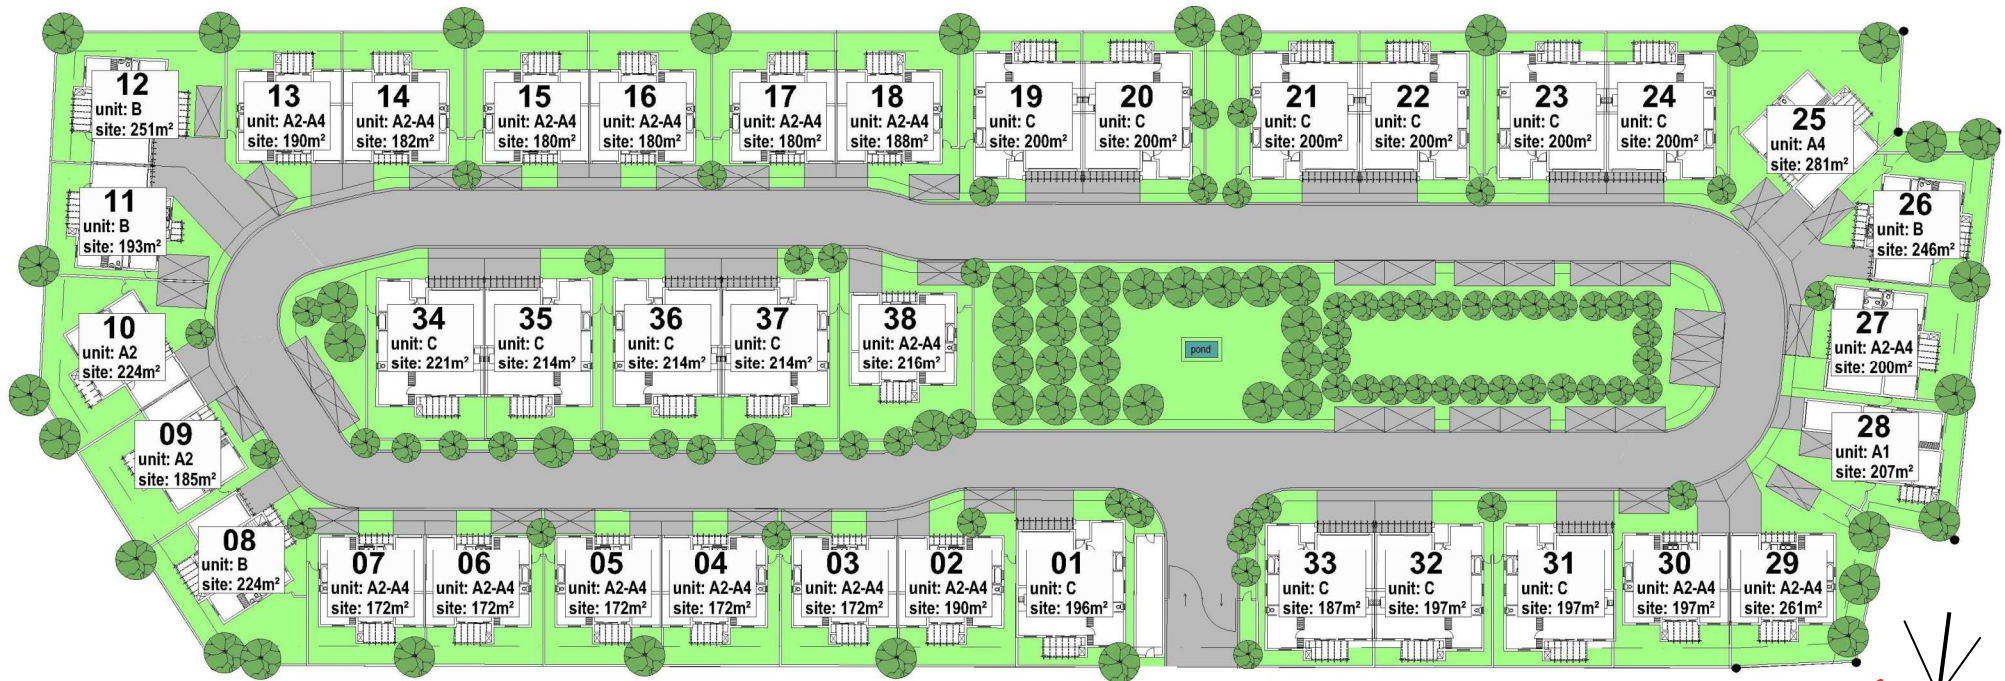 12
unit: B
site: 251m²
13
unit: A2-A4
site: 190m²
14
unit: A2-A4
site: 182m²
15
unit: A2-A4
site: 180m²
16
unit: A2-A4
site: 180m²
17
unit: A2-A4
site: 180m²
18
unit: A2-A4
site: 188m²
19
unit: C
site: 200m²
20
unit: C
site: 200m²
21
unit: C
site: 200m²
22
unit: C
site: 200m²
23
unit: C
site: 200m²
24
unit: C
site: 200m²
25
unit: A4
site: 281m²
11
unit: B
site: 193m²
26
unit: B
site: 246m²
10
unit: A2
site: 224m²
34
unit: C
site: 221m²
35
unit: C
site: 214m²
36
unit: C
site: 214m²
37
unit: C
site: 214m²
38
unit: A2-A4
site: 216m²
pond
27
unit: A2-A4
site: 200m²
09
unit: A2
site: 185m²
28
unit: A1
site: 207m²
08
unit: B
site: 224m²
07
unit: A2-A4
site: 172m²
06
unit: A2-A4
site: 172m²
05
unit: A2-A4
site: 172m²
04
unit: A2-A4
site: 172m²
03
unit: A2-A4
site: 172m²
02
unit: A2-A4
site: 190m²
01
unit: C
site: 196m²
33
unit: C
site: 187m²
32
unit: C
site: 197m²
31
unit: C
site: 197m²
30
unit: A2-A4
site: 197m²
29
unit: A2-A4
site: 261m²